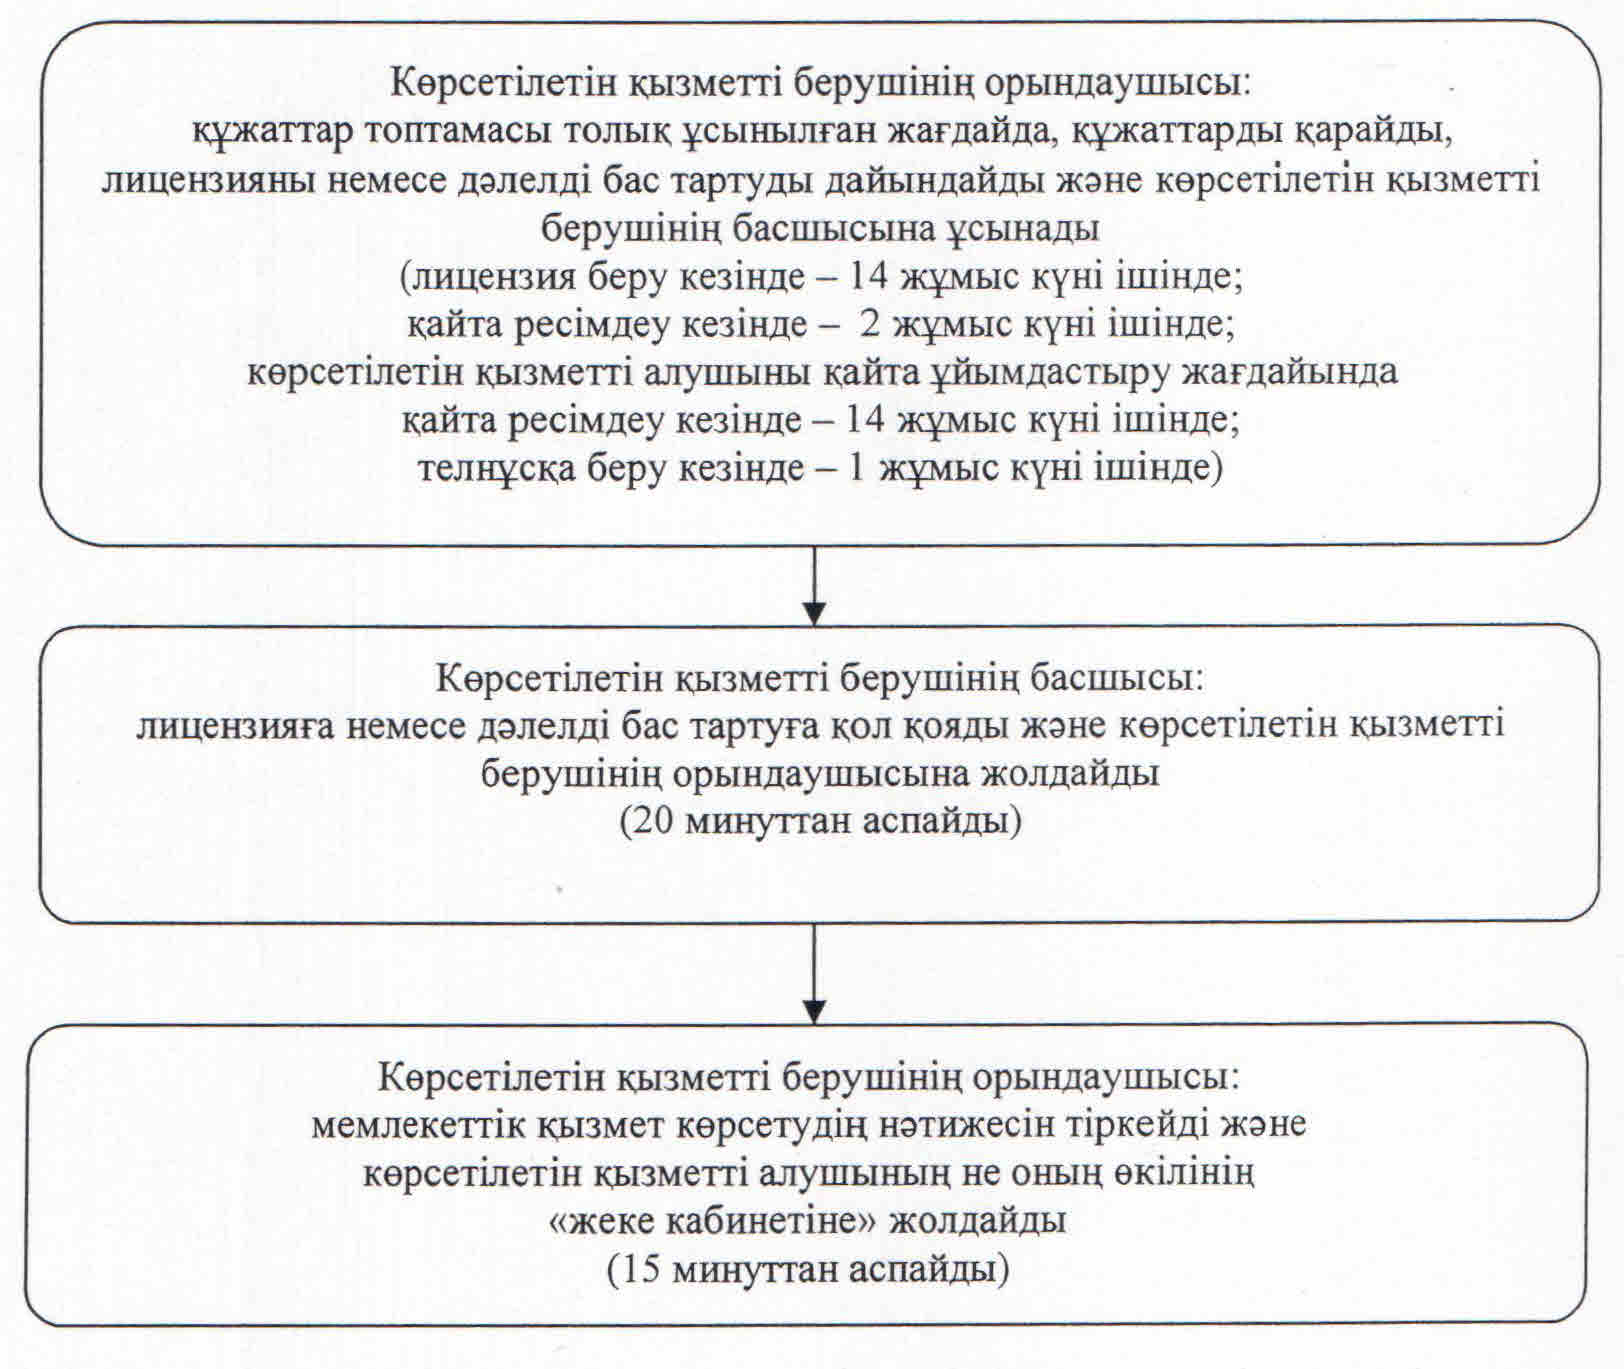 Көрсетілетін қызметті берушінің орындаушысы:
құжаттар топтамасы толық ұсынылған жағдайда, құжаттарды қарайды,
лицензияны немесе дәлелді бас тартуды дайындайды және көрсетілетін қызметті
берушінің басшысына ұсынады
(лицензия беру кезінде – 14 жұмыс күні ішінде;
қайта ресімдеу кезінде – 2 жұмыс күні ішінде;
көрсетілетін қызметті алушыны қайта ұйымдастыру жағдайында
қайта ресімдеу кезінде – 14 жұмыс күні ішінде;
телнұсқа беру кезінде – 1 жұмыс күні ішінде)
Көрсетілетін қызметті берушінің басшысы:
лицензияға немесе дәлелді бас тартуға қол қояды және көрсетілетін қызметті
берушінің орындаушысына жолдайды
(20 минуттан аспайды)
Көрсетілетін қызметті берушінің орындаушысы:
мемлекеттік қызмет көрсетудің нәтижесін тіркейді және
көрсетілетін қызметті алушының не оның өкілінің
«жеке кабинетіне» жолдайды
(15 минуттан аспайды)